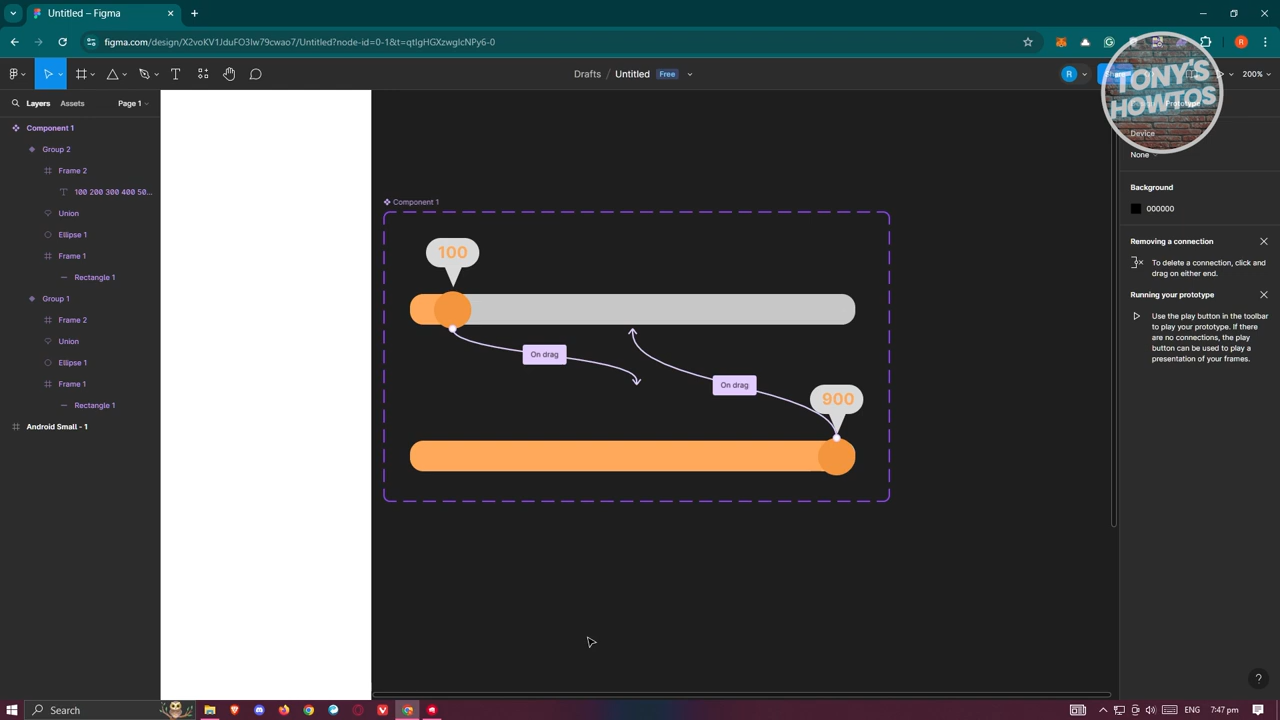 Untitled – Figma
figma.com/design/X2voKV1JduFO3lw79cwao7/Untitled?node-id=0-1&t=qtlgHGXzwglcNPy6-0
R
Drafts / Untitled Free
R
200%
TONY'S
HOWTOS
Layers
Assets
Page 1
Prototype
Component 1
Group 2
Frame 2
100 200 300 400 50...
Union
Ellipse 1
Frame 1
Rectangle 1
Group 1
Frame 2
Union
Ellipse 1
Frame 1
Rectangle 1
Android Small - 1
Component 1
100
On drag
On drag
900
Device
None
Background
000000
Removing a connection
To delete a connection, click and
drag on either end.
Running your prototype
Use the play button in the toolbar
to play your prototype. If there
are no connections, the play
button can be used to play a
presentation of your frames.
?
Search
ENG
7:47 pm